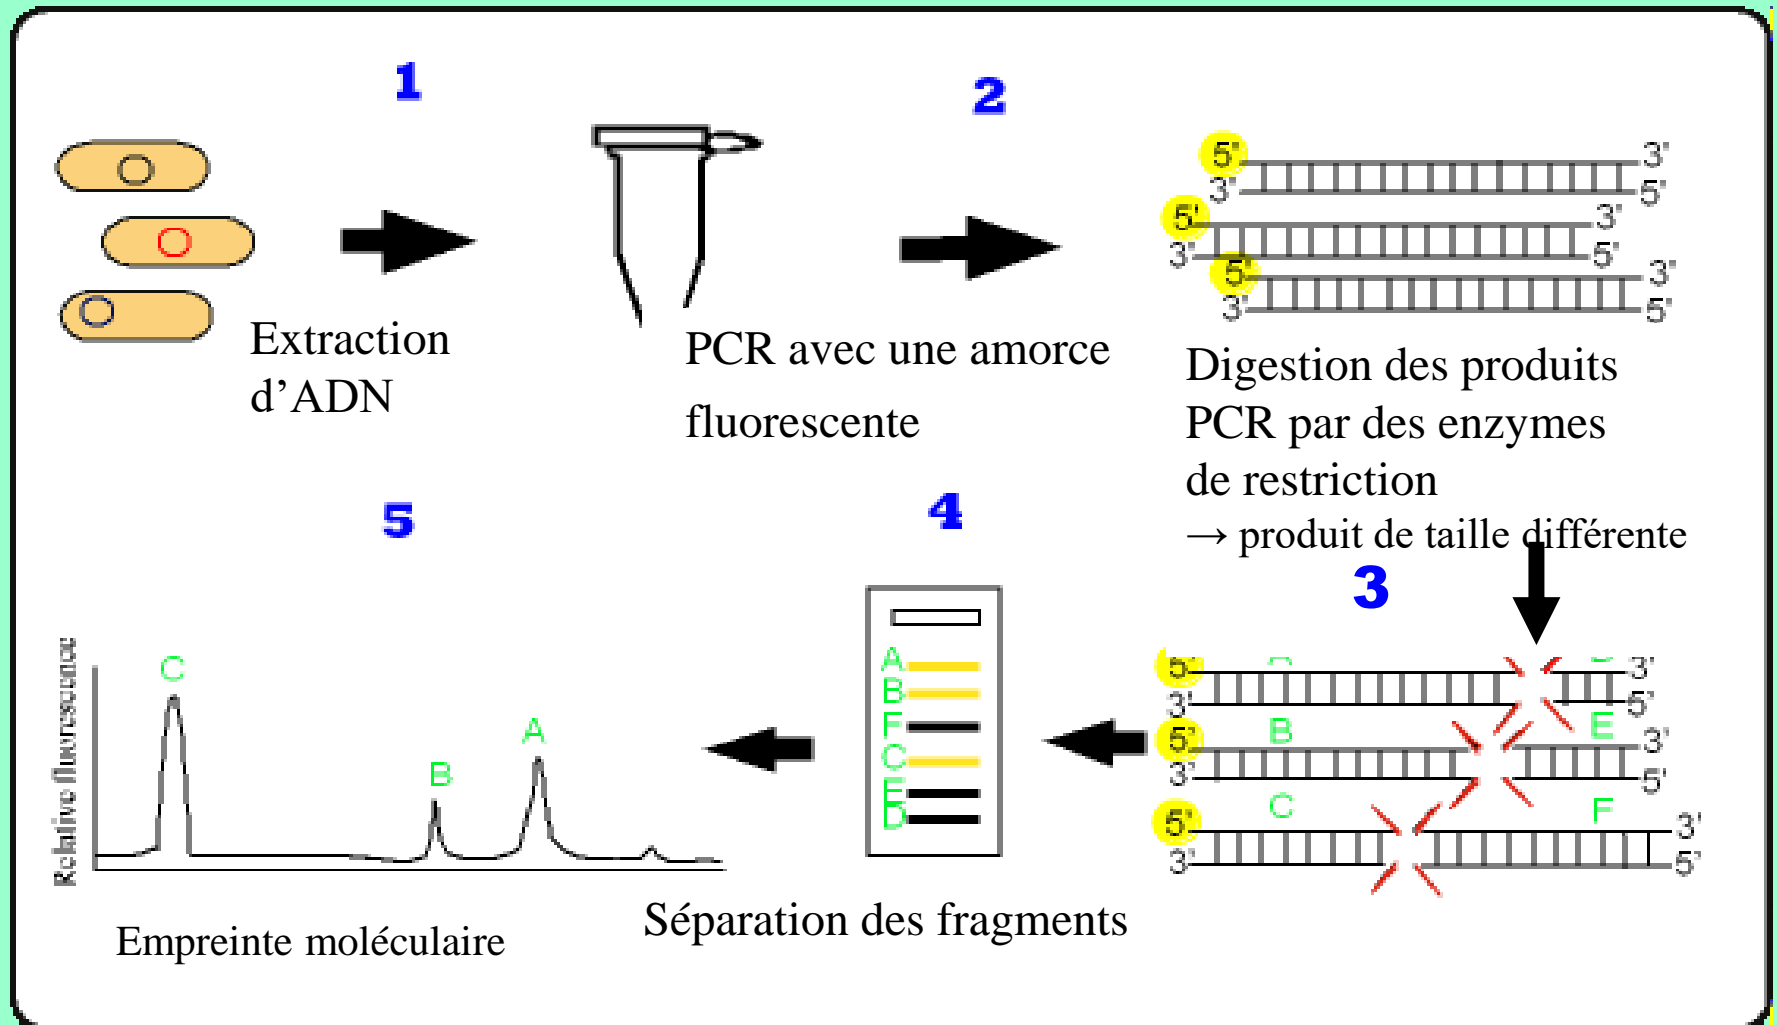 1
2
5'
3'
3'
5'
5'
3'
3'
5'
5'
3'
3'
5'
Extraction
d'ADN
PCR avec une amorce
fluorescente
Digestion des produits
PCR par des enzymes
de restriction
→ produit de taille différente
5
4
3
Relative fluorescence
C
B
A
A
B
F
C
E
D
5'
3'
3'
5'
5'
B
E
3'
3'
5'
5'
C
F
3'
3'
5'
Empreinte moléculaire
Séparation des fragments